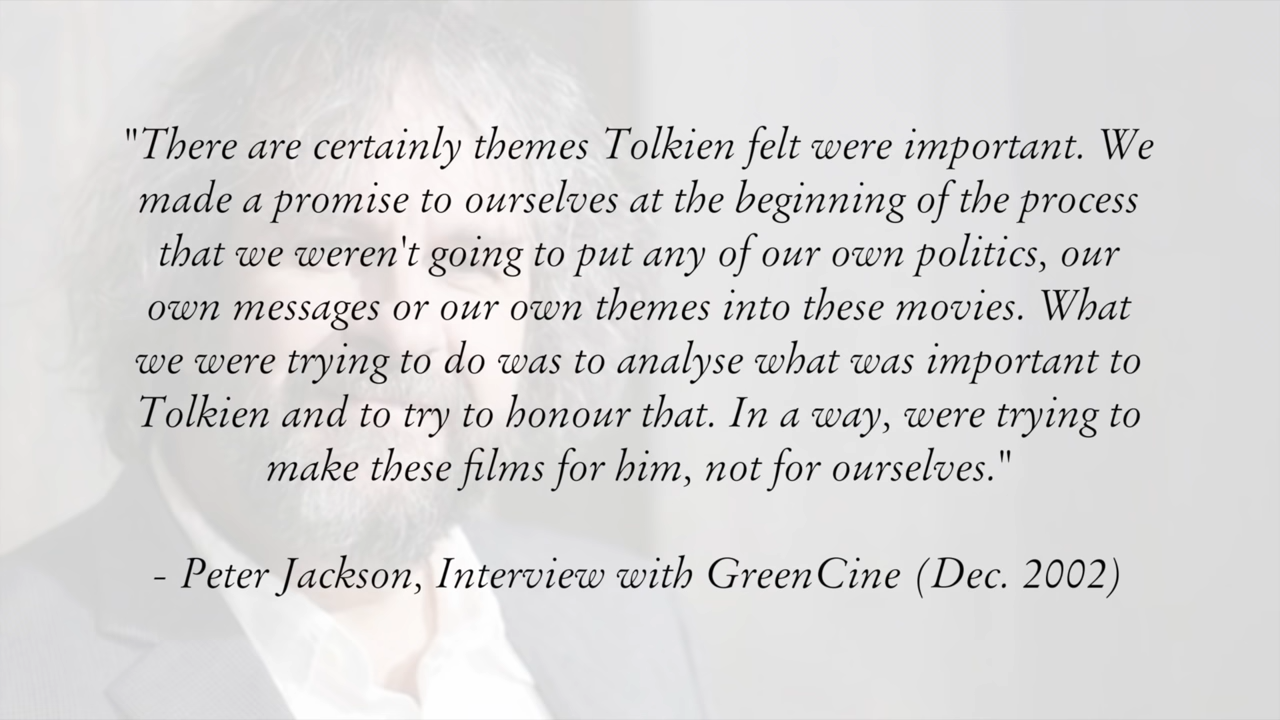 "There are certainly themes Tolkien felt were important. We
made a promise to ourselves at the beginning of the process
that we weren't going to put any of our own politics, our
own messages or our own themes into these movies. What
we were trying to do was to analyse what was important to
Tolkien and to try to honour that. In a way, were trying to
make these films for him, not for ourselves."
- Peter Jackson, Interview with GreenCine (Dec. 2002)